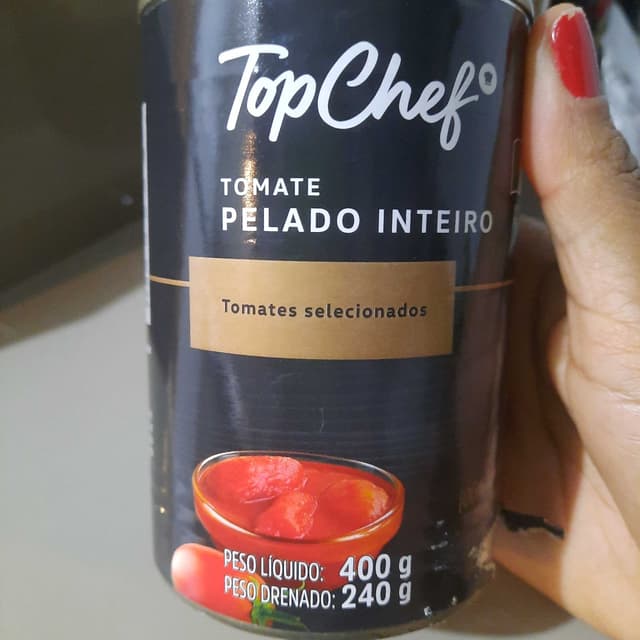 TopChef
TOMATE
PELADO INTEIRO
Tomates selecionados
PESO LÍQUIDO: 400 g
PESO DRENADO: 240 g